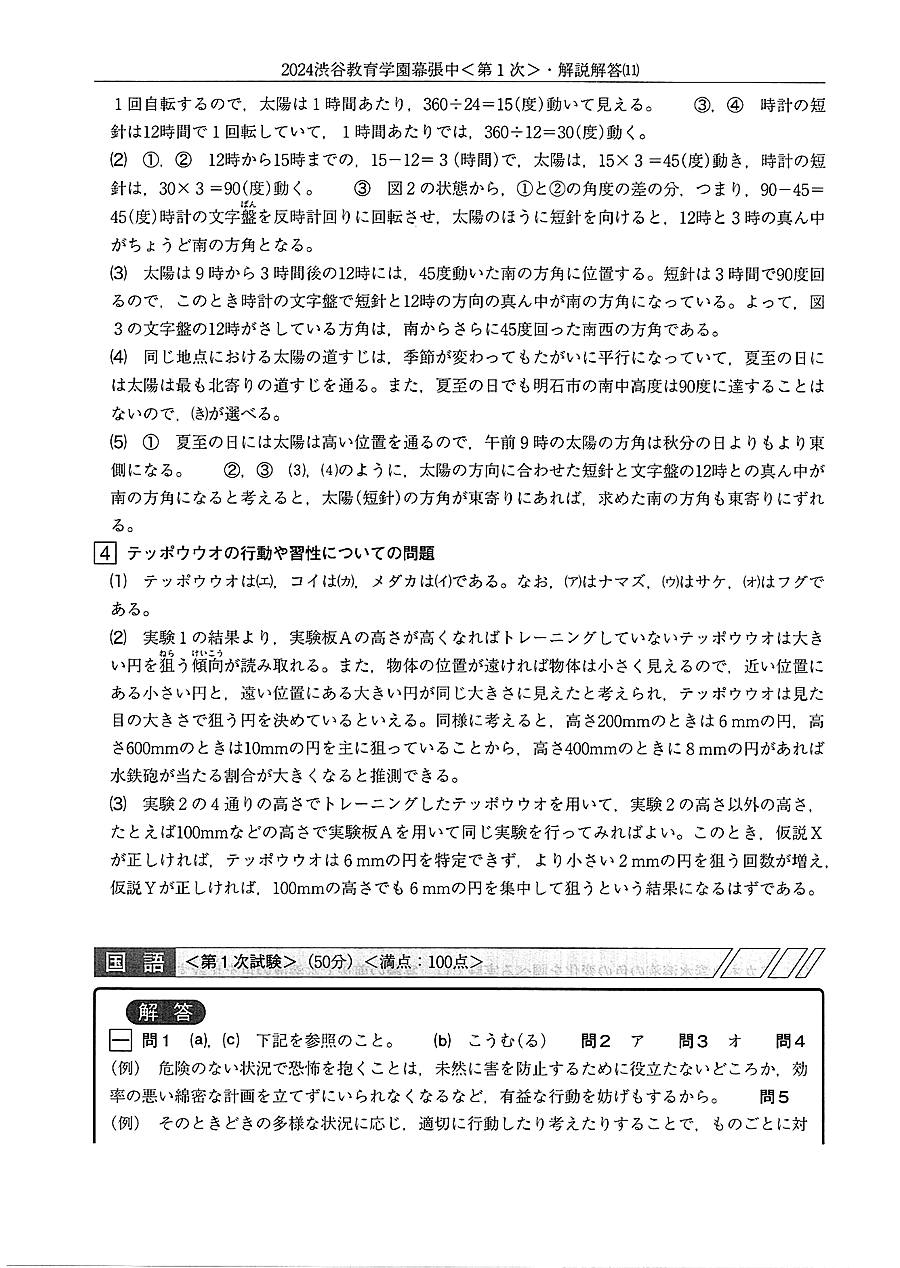 2024渋谷教育学園幕張中<第1次>・解説解答(11)
1回自転するので，太陽は1時間あたり，360÷24＝15(度)動いて見える。　③，④　時計の短
針は12時間で1回転していて，1時間あたりでは，360÷12＝30(度)動く。
(2)　①，②　12時から15時までの，15－12＝3(時間)で，太陽は，15×3＝45(度)動き，時計の短
針は，30×3＝90(度)動く。　③　図2の状態から，①と②の角度の差の分，つまり，90－45＝
ばん
45(度)時計の文字盤を反時計回りに回転させ，太陽のほうに短針を向けると，12時と3時の真ん中
がちょうど南の方角となる。
(3)　太陽は9時から3時間後の12時には，45度動いた南の方角に位置する。短針は3時間で90度回
るので，このとき時計の文字盤で短針と12時の方向の真ん中が南の方角になっている。よって，図
3の文字盤の12時がさしている方角は，南からさらに45度回った南西の方角である。
(4)　同じ地点における太陽の道すじは，季節が変わってもたがいに平行になっていて，夏至の日に
は太陽は最も北寄りの道すじを通る。また，夏至の日でも明石市の南中高度は90度に達することは
ないので，(き)が選べる。
(5)　①　夏至の日には太陽は高い位置を通るので，午前9時の太陽の方角は秋分の日よりもより東
側になる。　②，③　(3)，(4)のように，太陽の方向に合わせた短針と文字盤の12時との真ん中が
南の方角になると考えると，太陽(短針)の方角が東寄りにあれば，求めた南の方角も東寄りにずれ
る。
4　テッポウウオの行動や習性についての問題
(1)　テッポウウオは(エ)，コイは(カ)，メダカは(イ)である。なお，(ア)はナマズ，(ウ)はサケ，(オ)はフグで
ある。
(2)　実験1の結果より，実験板Aの高さが高くなればトレーニングしていないテッポウウオは大き
ねら　けいこう
い円を狙う傾向が読み取れる。また，物体の位置が遠ければ物体は小さく見えるので，近い位置に
ある小さい円と，遠い位置にある大きい円が同じ大きさに見えたと考えられ，テッポウウオは見た
目の大きさで狙う円を決めているといえる。同様に考えると，高さ200mmのときは6mmの円，高
さ600mmのときは10mmの円を主に狙っていることから，高さ400mmのときに8mmの円があれば
水鉄砲が当たる割合が大きくなると推測できる。
(3)　実験2の4通りの高さでトレーニングしたテッポウウオを用いて，実験2の高さ以外の高さ，
たとえば100mmなどの高さで実験板Aを用いて同じ実験を行ってみればよい。このとき，仮説X
が正しければ，テッポウウオは6mmの円を特定できず，より小さい2mmの円を狙う回数が増え，
仮説Yが正しければ，100mmの高さでも6mmの円を集中して狙うという結果になるはずである。
国語　<第1次試験>（50分）<満点：100点>
解答
一　問1　(a)，(c)　下記を参照のこと。　(b)　こうむ(る)　問2　ア　問3　オ　問4
（例）　危険のない状況で恐怖を抱くことは，未然に害を防止するために役立たないどころか，効
率の悪い綿密な計画を立てずにいられなくなるなど，有益な行動を妨げもするから。　問5
（例）　そのときどきの多様な状況に応じ，適切に行動したり考えたりすることで，ものごとに対